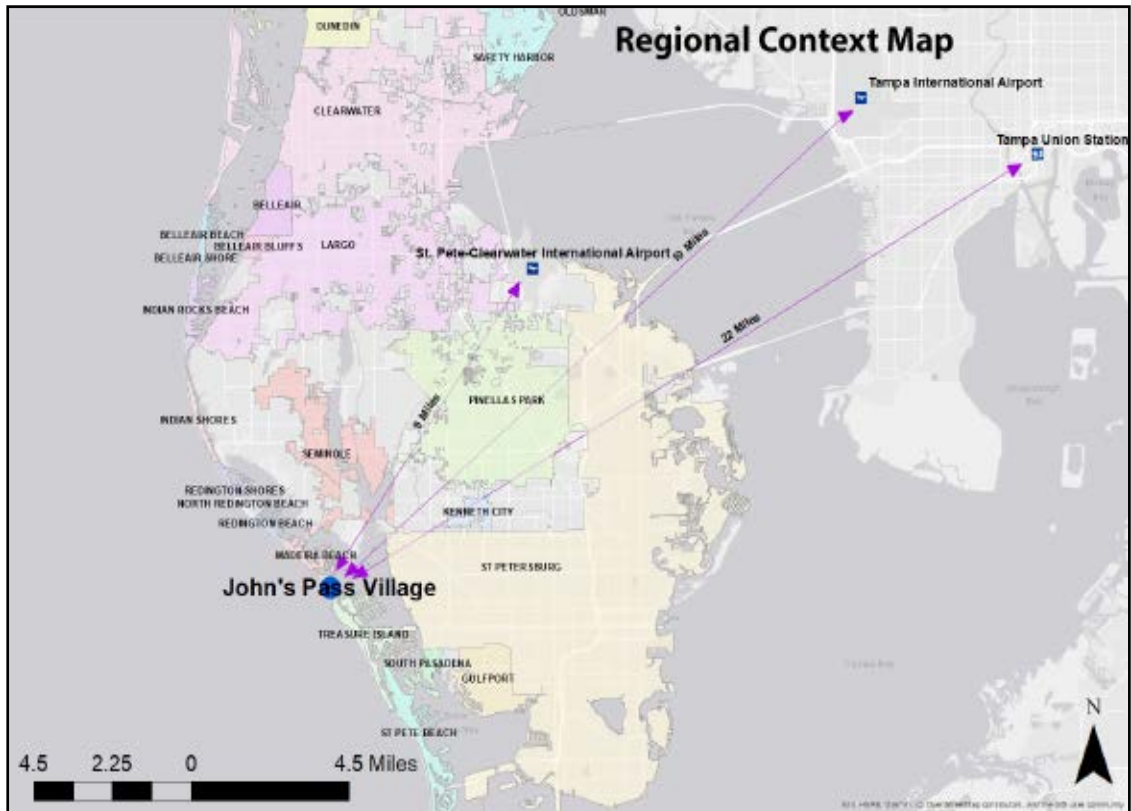 DUNEDIN
OLDSMAR
Regional Context Map
SAFETY HARBOR
Tampa International Airport
CLEARWATER
Tampa Union Station
BELLEAIR
BELLEAIR BEACH
BELLEAIR BLUFFS
LARGO
BELLEAIR SHORE
St. Pete-Clearwater International Airport
INDIAN ROCKS BEACH
22 Miles
PINELLAS PARK
INDIAN SHORES
SEMINOLE
REDINGTON SHORES
NORTH REDINGTON BEACH
KENNETH CITY
REDINGTON BEACH
MADEIRA BEACH
ST PETERSBURG
John's Pass Village
TREASURE ISLAND
SOUTH PASADENA
GULFPORT
ST PETE BEACH
N
4.5 2.25 0 4.5 Miles